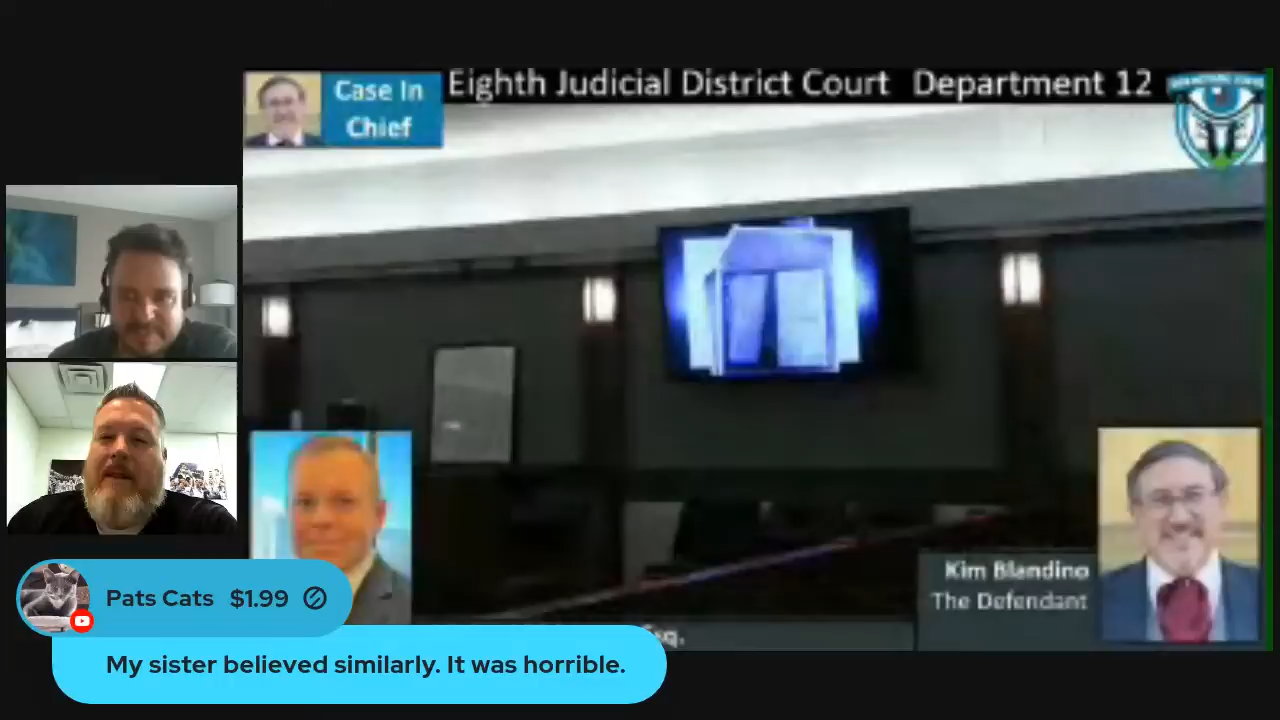 Case In
Chief
Eighth Judicial District Court Department 12
Kim Blandino
The Defendant
Esq.
Pats Cats $1.99
My sister believed similarly. It was horrible.